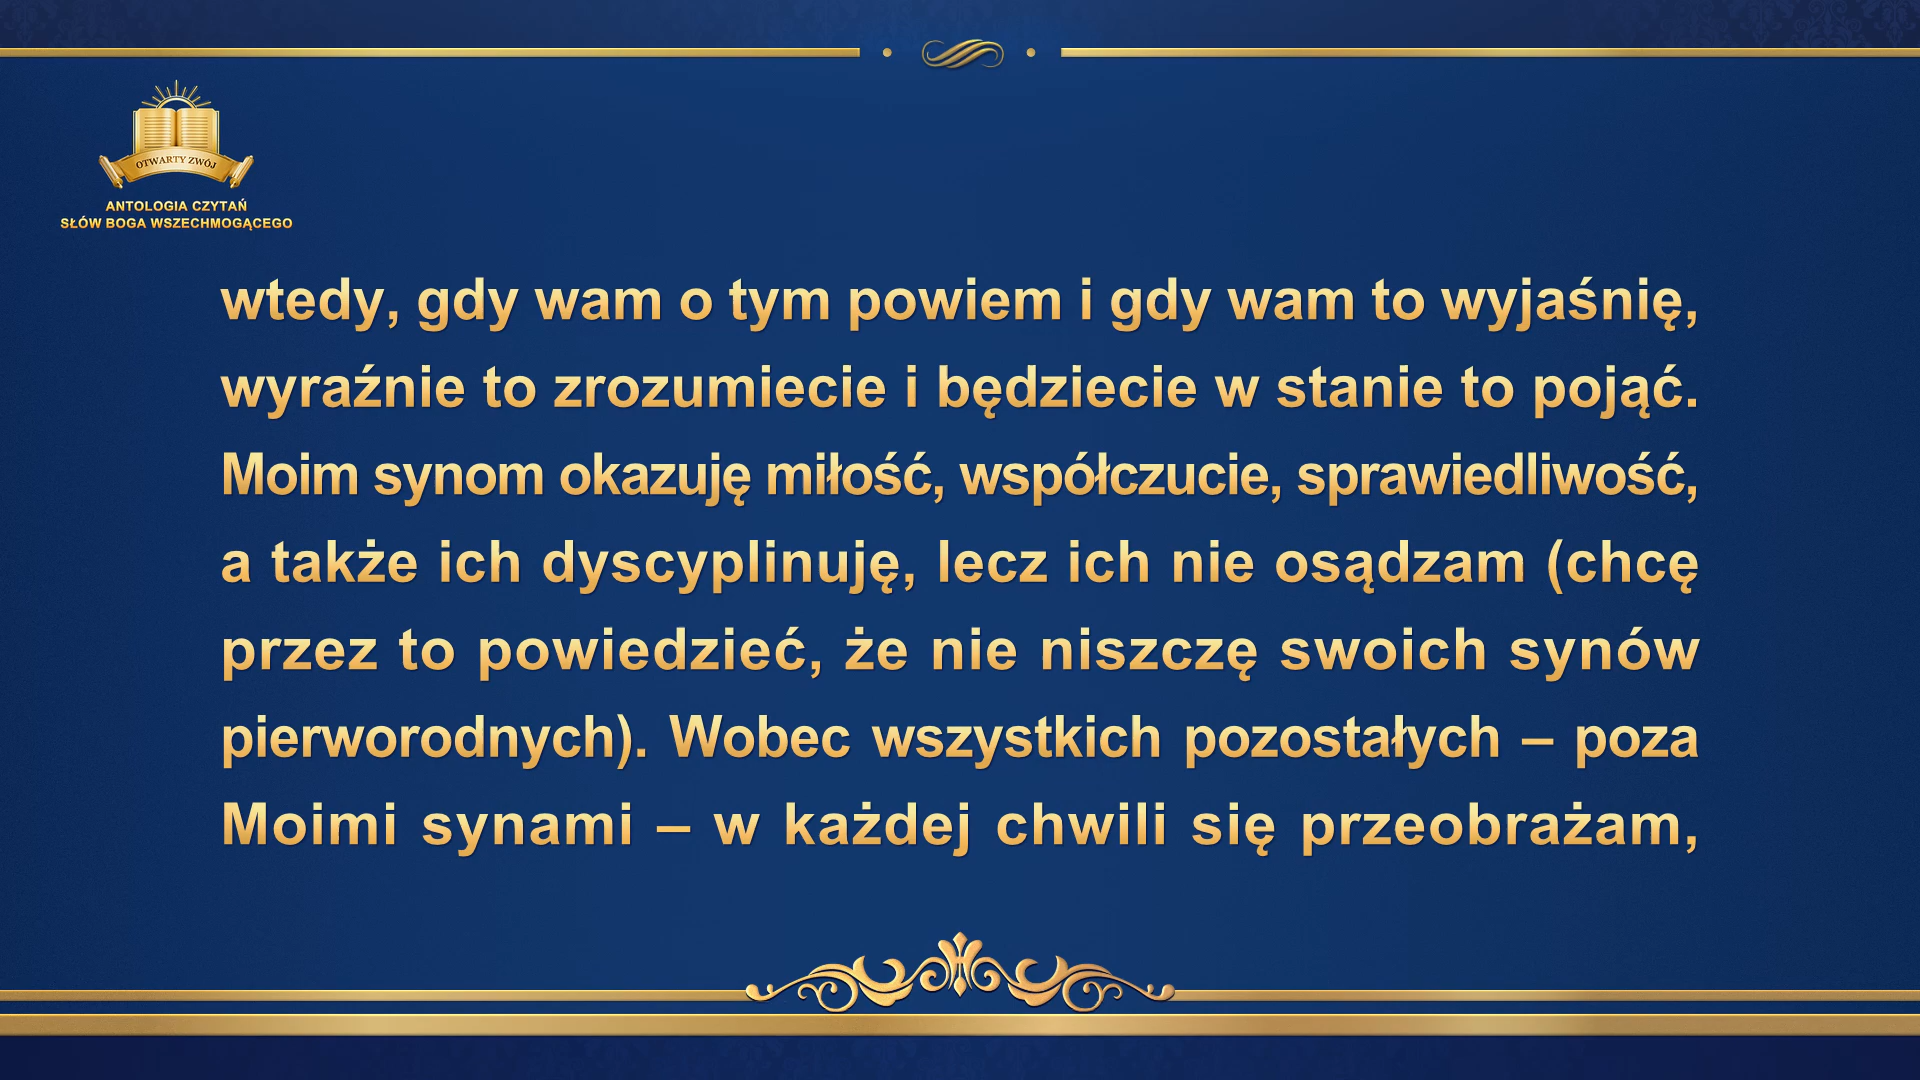 OTWARTY ZWÓJ
ANTOLOGIA CZYTAŃ
SŁÓW BOGA WSZECHMOGĄCEGO
wtedy, gdy wam o tym powiem i gdy wam to wyjaśnię,
wyraźnie to zrozumiecie i będziecie w stanie to pojąć.
Moim synom okazuję miłość, współczucie, sprawiedliwość,
a także ich dyscyplinuję, lecz ich nie osądzam (chcę
przez to powiedzieć, że nie niszczę swoich synów
pierworodnych). Wobec wszystkich pozostałych – poza
Moimi synami – w każdej chwili się przeobrażam,